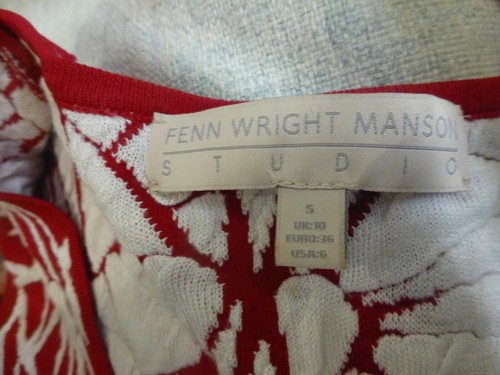 FENN WRIGHT MANSON
STUDIO
S
UK:10
EURO:36
USA:6